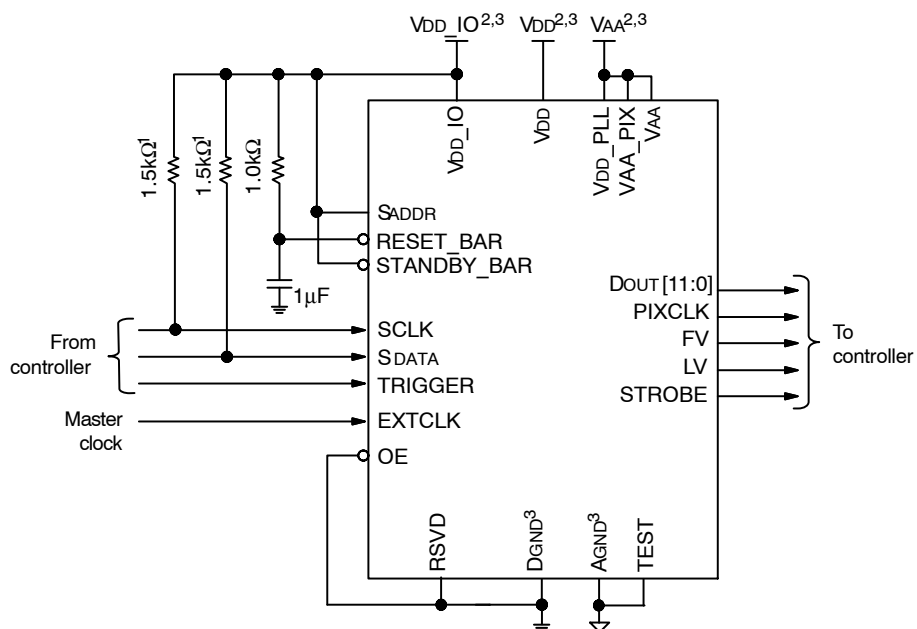 VDD_IO2,3 VDD2,3 VAA2,3
1.5kΩ1
1.5kΩ1
1.0kΩ
VDD_IO
VDD
VDD_PLL
VAA_PIX
VAA
SADDR
RESET_BAR
STANDBY_BAR
1μF
From
controller
SCLK
SDATA
TRIGGER
Master
clock
EXTCLK
OE
DOUT[11:0]
PIXCLK
FV
LV
STROBE
To
controller
RSVD
DGND3
AGND3
TEST